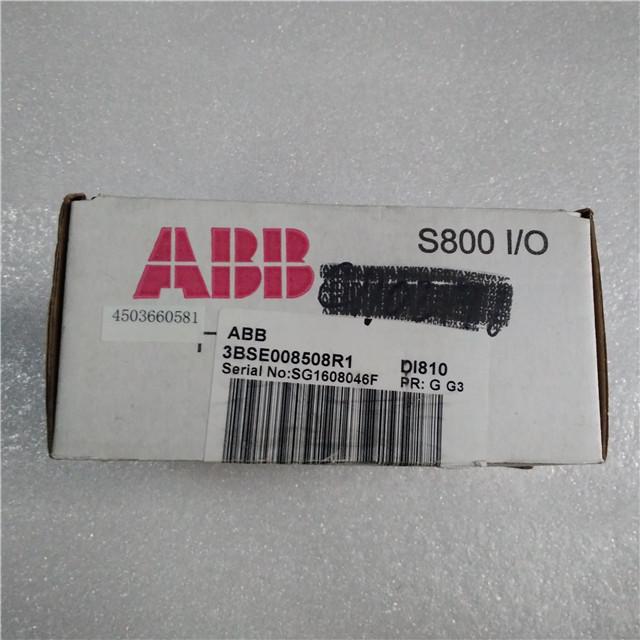 ABB
S800 I/O
4503660581
ABB
3BSE008508R1 DI810
Serial No:SG1608046F PR: G G3